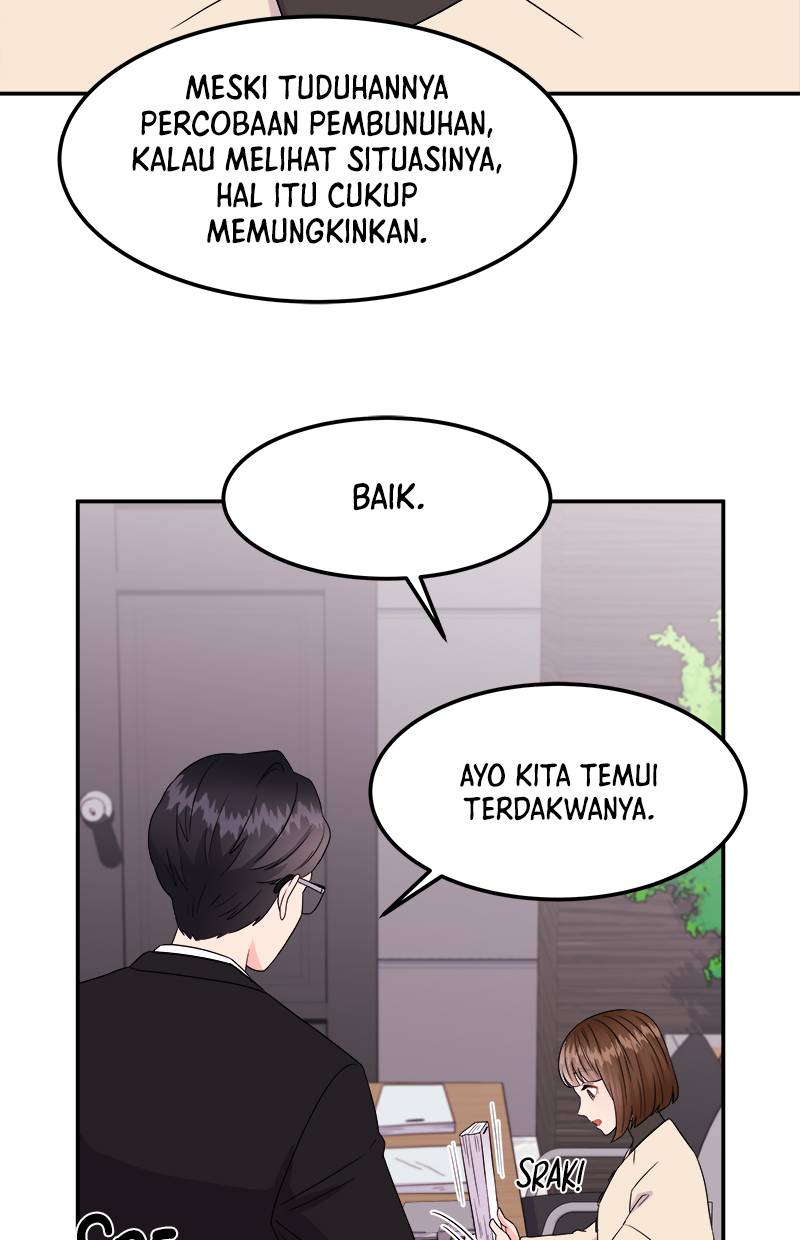 MESKI TUDUHANNYA
PERCOBAAN PEMBUNUHAN,
KALAU MELIHAT SITUASINYA,
HAL ITU CUKUP
MEMUNGKINKAN.
BAIK.
AYO KITA TEMUI
TERDAKWANYA.
SRAK!